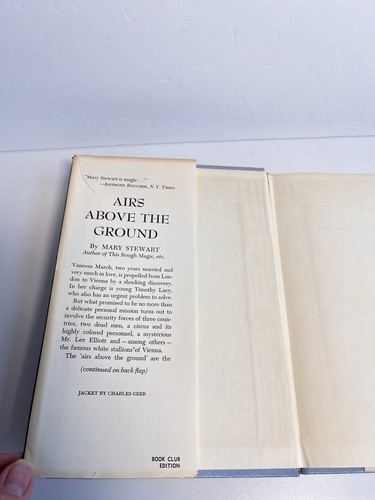 "Mary Stewart is magic. . ."
—Anthony Boucher, N.Y. Times
AIRS
ABOVE THE
GROUND
By MARY STEWART
Author of This Rough Magic, etc.
Vanessa March, two years married and
very much in love, is propelled from Lon-
don to Vienna by a shocking discovery.
In her charge is young Timothy Lacy,
who also has an urgent problem to solve.
But what promised to be no more than
a delicate personal mission turns out to
involve the security forces of three coun-
tries, two dead men, a circus and its
highly colored personnel, a mysterious
Mr. Lee Elliott and—among others—
the famous white stallions of Vienna.
The 'airs above the ground' are the
(continued on back flap)
JACKET BY CHARLES GEER
BOOK CLUB
EDITION